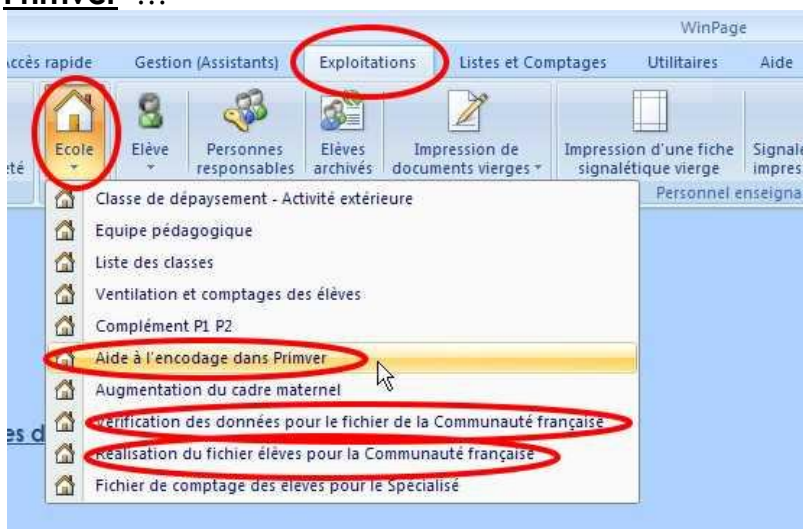 Primver ...
WinPage
Accès rapide Gestion (Assistants) Exploitations Listes et Comptages Utilitaires Aide
Ecole Elève Personnes responsables Elèves archivés Impression de documents vierges Impression d'une fiche signalétique vierge
Personnel
Classe de dépaysement - Activité extérieure
Equipe pédagogique
Liste des classes
Ventilation et comptages des élèves
Complément P1 P2
Aide à l'encodage dans Primver
Augmentation du cadre maternel
Vérification des données pour le fichier de la Communauté française
Réalisation du fichier élèves pour la Communauté française
Fichier de comptage des élèves pour le Spécialisé